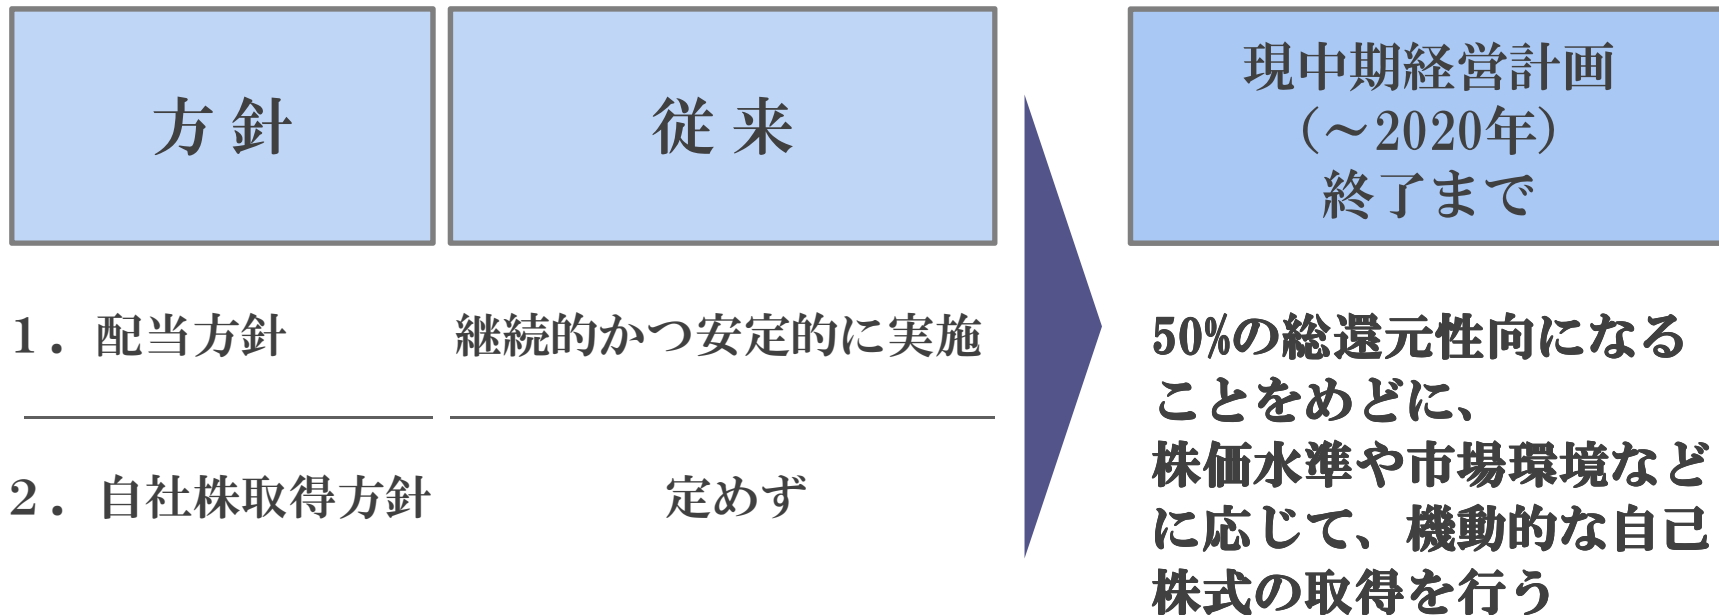 方針
従来
現中期経営計画
（～2020年）
終了まで
１．配当方針
継続的かつ安定的に実施
２．自社株取得方針
定めず
50%の総還元性向になる
ことをめどに、
株価水準や市場環境など
に応じて、機動的な自己
株式の取得を行う